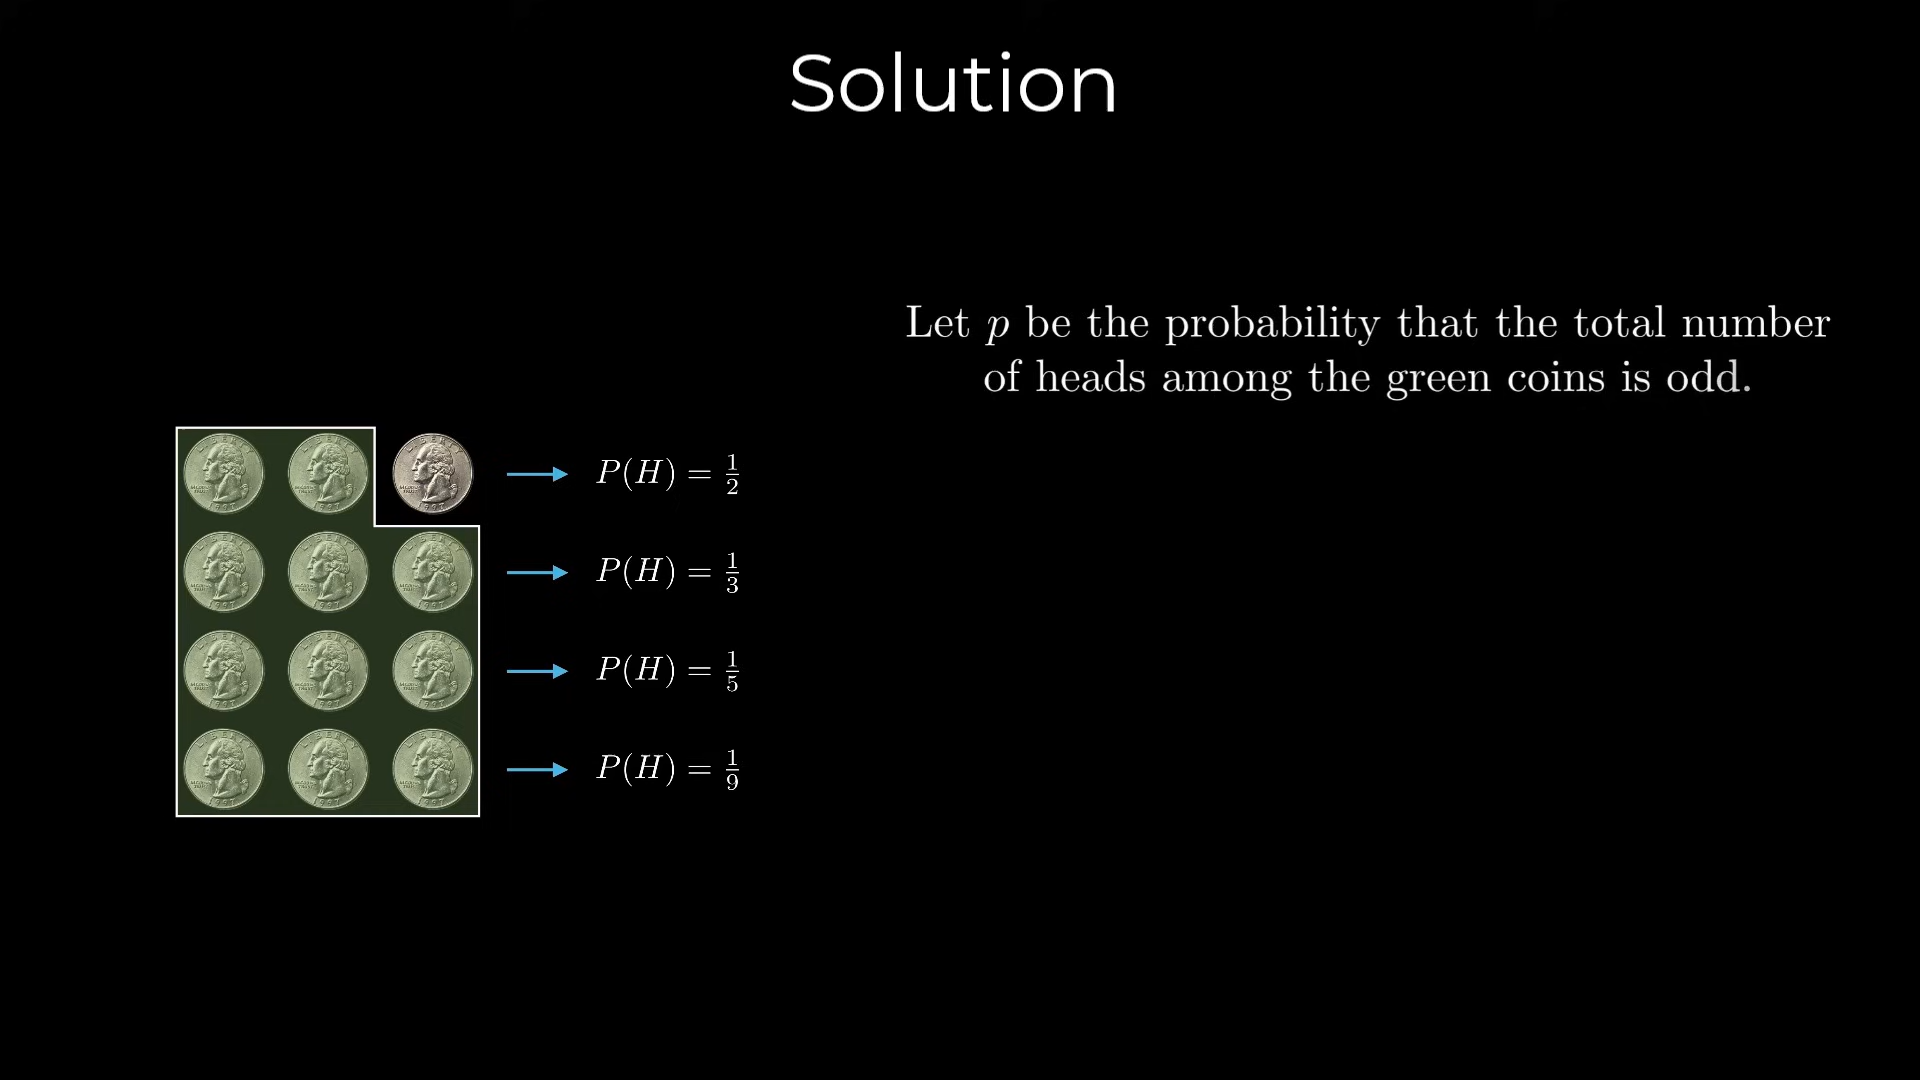 Solution
Let p be the probability that the total number
of heads among the green coins is odd.
P(H) = 1/2
P(H) = 1/3
P(H) = 1/5
P(H) = 1/9